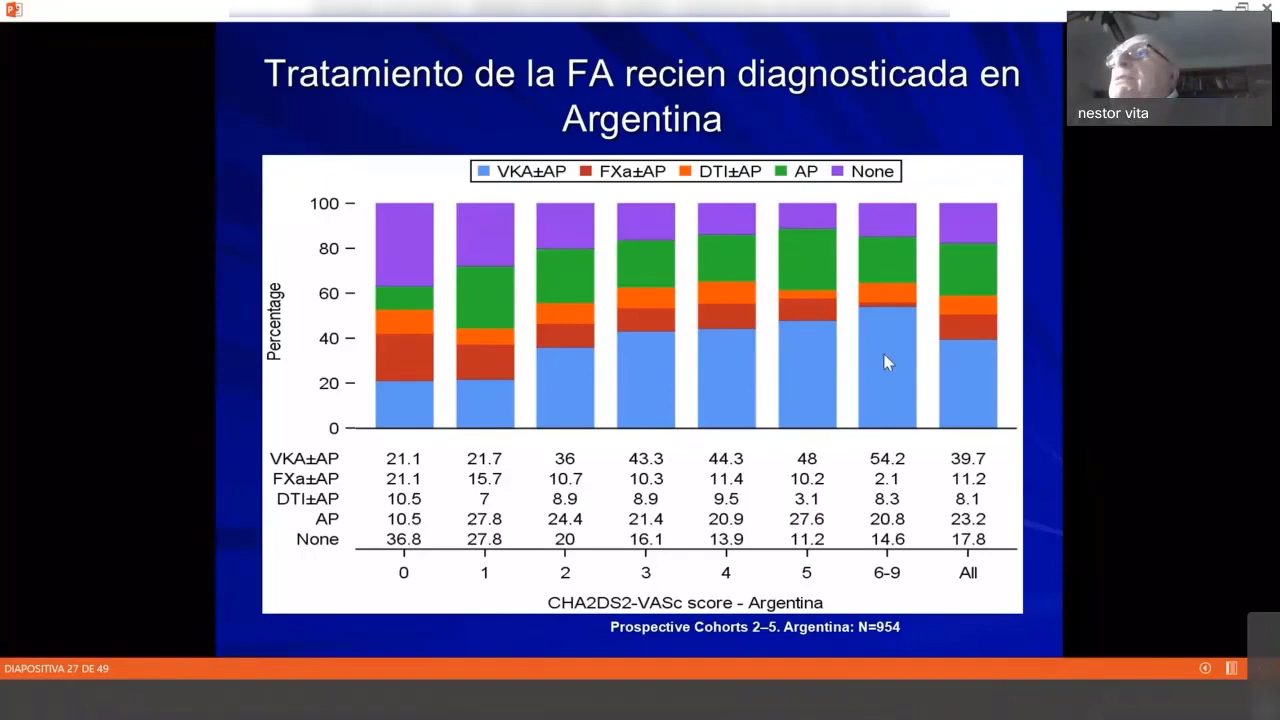 nestor vita
Tratamiento de la FA recien diagnosticada en
Argentina
VKA±AP FXa±AP DTI±AP AP None
100
80
60
40
20
0
Percentage
VKA±AP 21.1 21.7 36 43.3 44.3 48 54.2 39.7
FXa±AP 21.1 15.7 10.7 10.3 11.4 10.2 2.1 11.2
DTI±AP 10.5 7 8.9 8.9 9.5 3.1 8.3 8.1
AP 10.5 27.8 24.4 21.4 20.9 27.6 20.8 23.2
None 36.8 27.8 20 16.1 13.9 11.2 14.6 17.8
0 1 2 3 4 5 6-9 All
CHA2DS2-VASc score - Argentina
Prospective Cohorts 2–5. Argentina: N=954
DIAPOSITIVA 27 DE 49